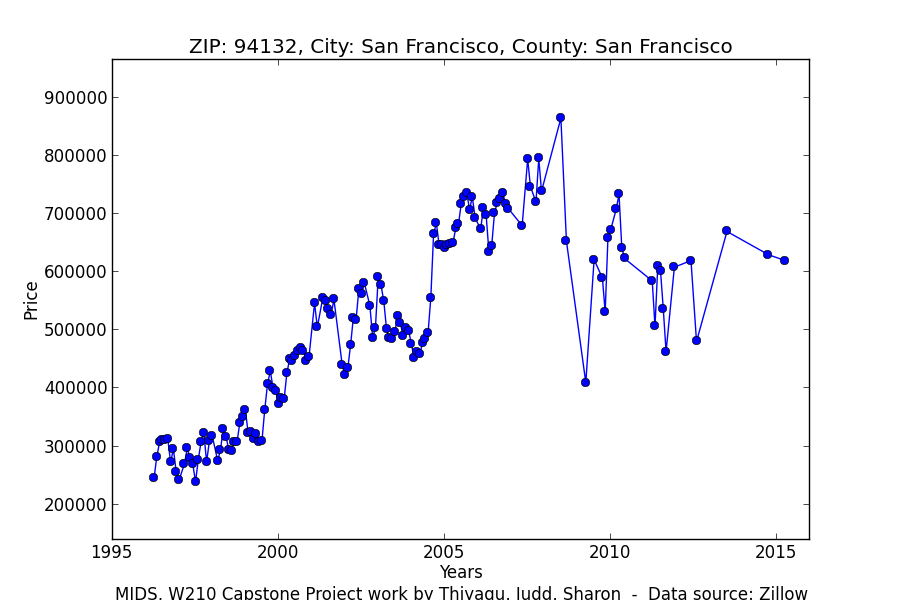 ZIP: 94132, City: San Francisco, County: San Francisco
900000
800000
700000
600000
500000
400000
300000
200000
Price
1995 2000 2005 2010 2015
Years
MIDS, W210 Capstone Project work by Thiyagu, Judd, Sharon - Data source: Zillow